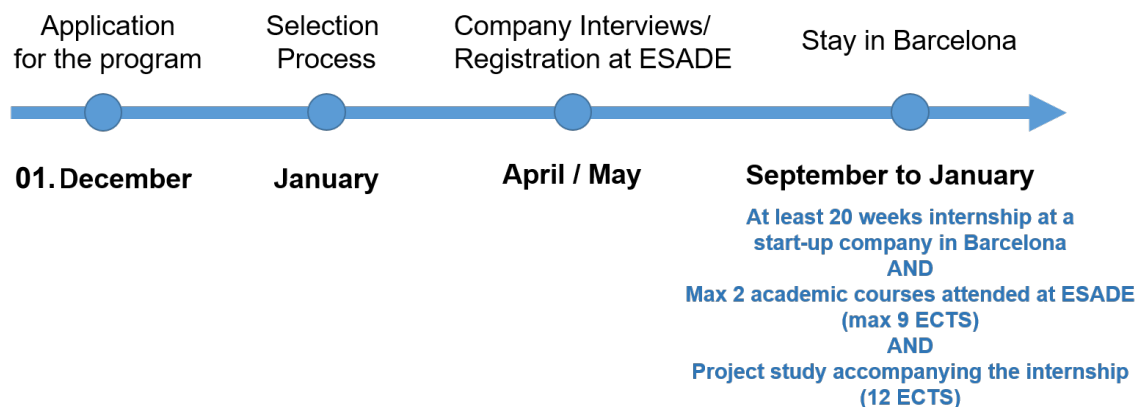 Application
for the program
Selection
Process
Company Interviews/
Registration at ESADE
Stay in Barcelona
01. December
January
April / May
September to January
At least 20 weeks internship at a
start-up company in Barcelona
AND
Max 2 academic courses attended at ESADE
(max 9 ECTS)
AND
Project study accompanying the internship
(12 ECTS)